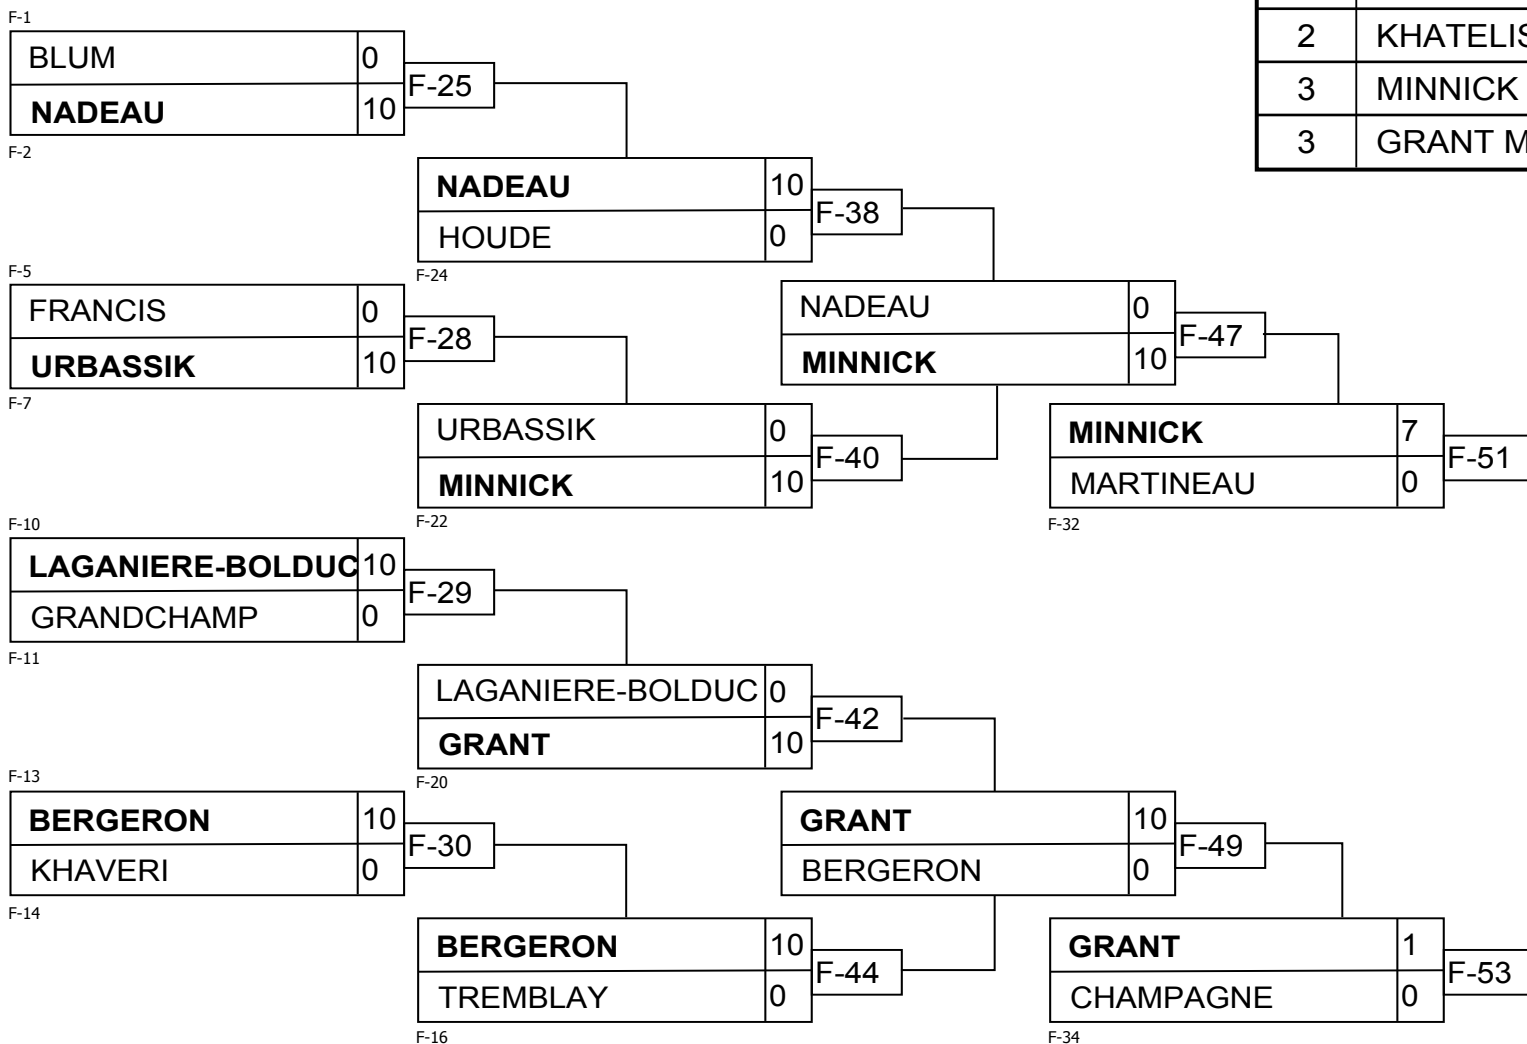 F-1
BLUM 0
NADEAU 10
F-25
F-2
2 KHATELIS
3 MINNICK
3 GRANT M
NADEAU 10
HOUDE 0
F-38
F-24
F-5
FRANCIS 0
URBASSIK 10
F-28
F-7
NADEAU 0
MINNICK 10
F-47
URBASSIK 0
MINNICK 10
F-40
F-22
MINNICK 7
MARTINEAU 0
F-51
F-32
F-10
LAGANIERE-BOLDUC 10
GRANDCHAMP 0
F-29
F-11
LAGANIERE-BOLDUC 0
GRANT 10
F-42
F-20
F-13
BERGERON 10
KHAVERI 0
F-30
F-14
GRANT 10
BERGERON 0
F-49
BERGERON 10
TREMBLAY 0
F-44
F-16
GRANT 1
CHAMPAGNE 0
F-53
F-34